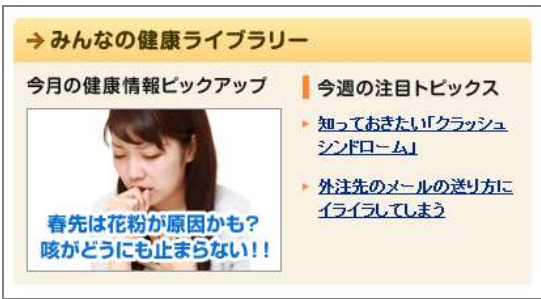 みんなの健康ライブラリー
今月の健康情報ピックアップ
春先は花粉が原因かも?
咳がどうにも止まらない!!
今週の注目トピックス
知っておきたい「クラッシュ
シンドローム」
外注先のメールの送り方に
イライラしてしまう